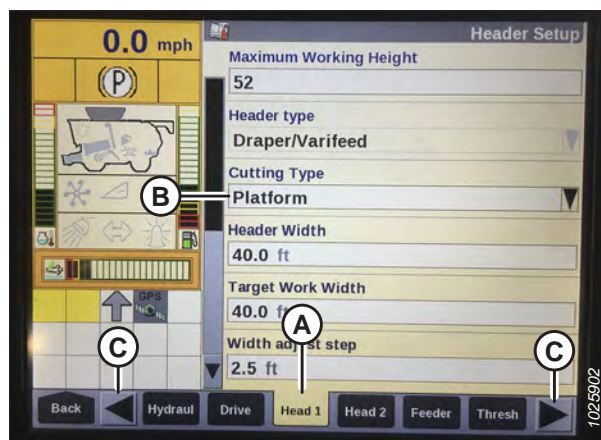 0.0 mph
Header Setup
(P)
Maximum Working Height
52
Header type
Draper/Varifeed
Cutting Type
B
Platform
Header Width
40.0 ft
Target Work Width
40.0 ft
A
Width adjust step
C
C
2.5 ft
GPS
Back
Hydraul
Drive
Head 1
Head 2
Feeder
Thresh
1025902